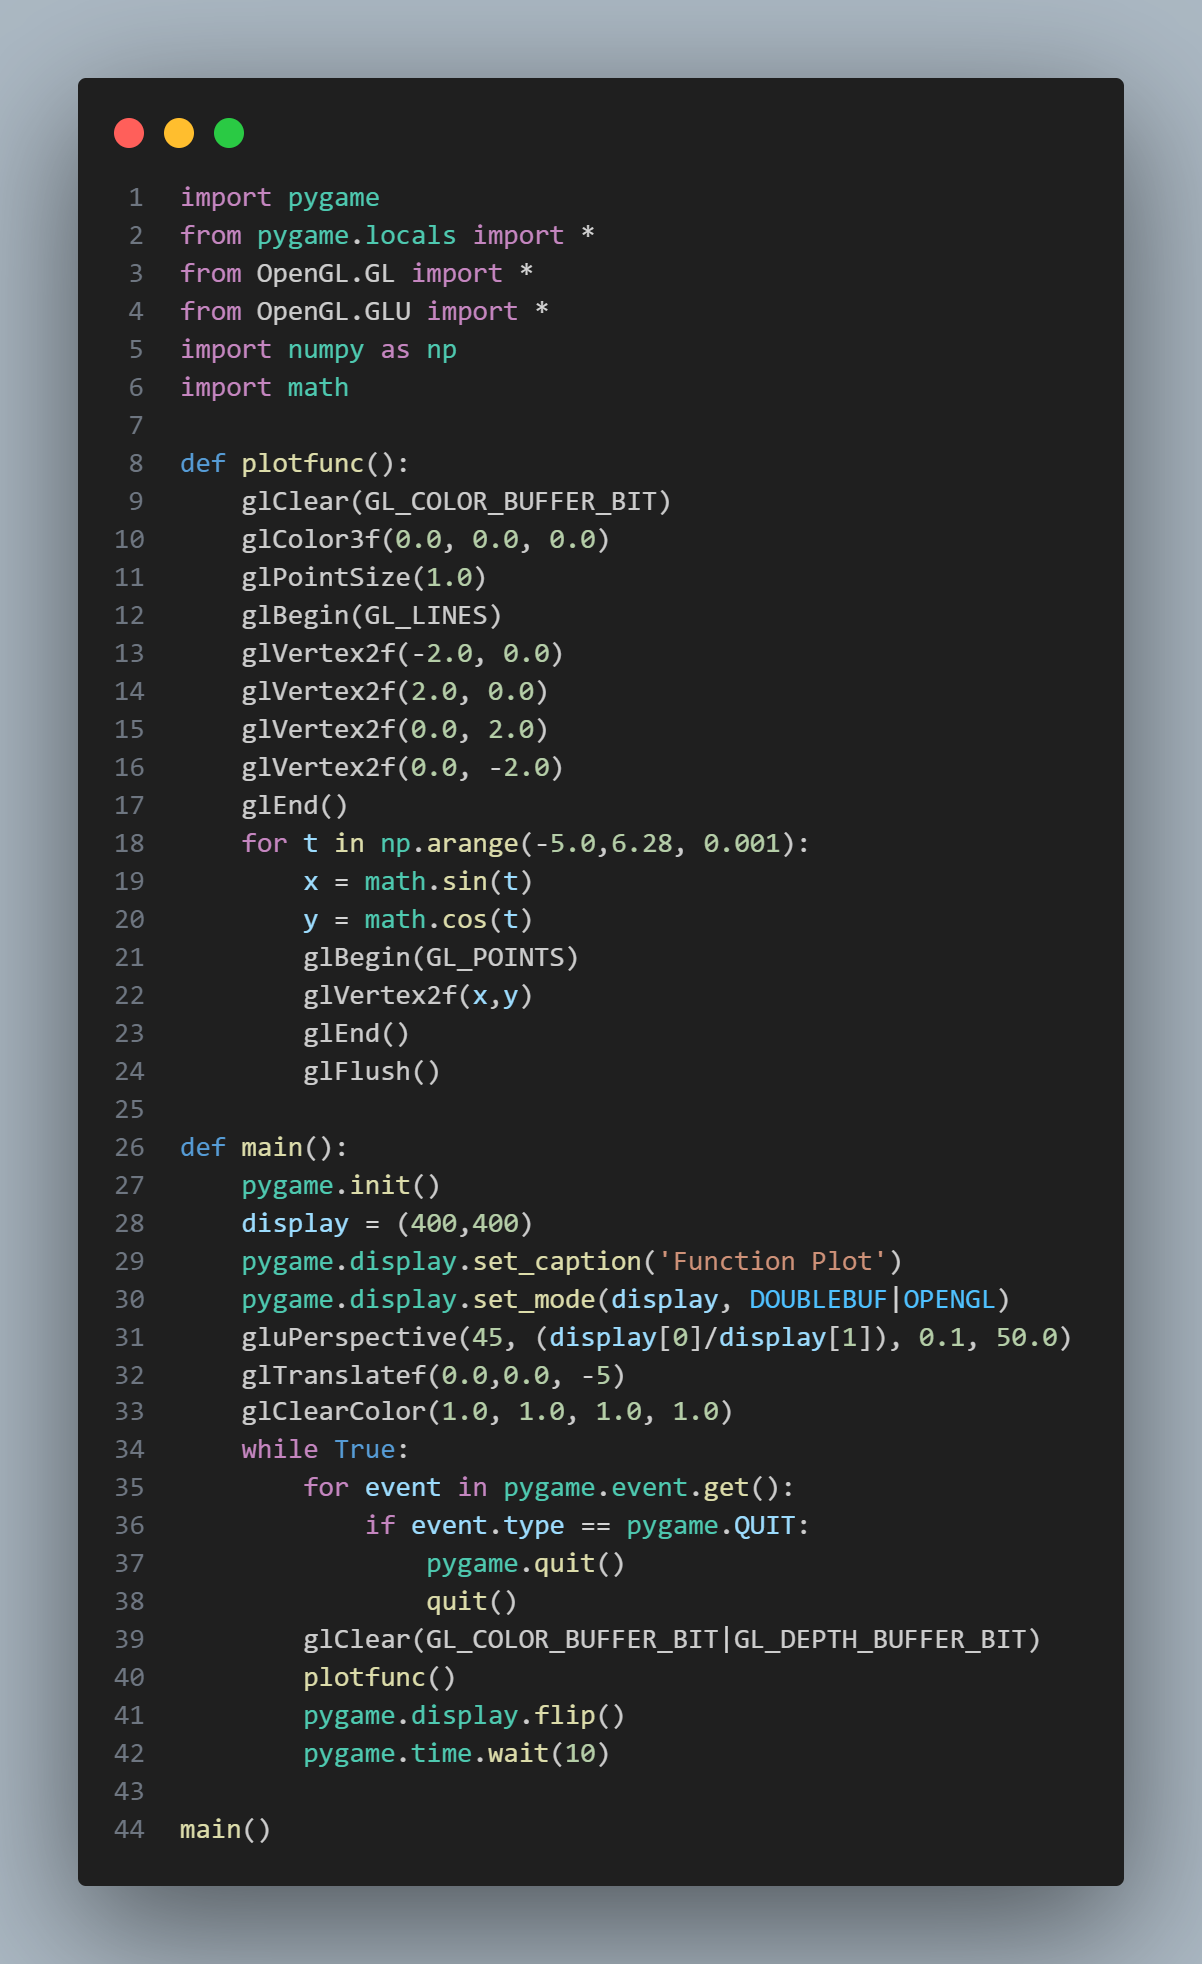 1 import pygame
2 from pygame.locals import *
3 from OpenGL.GL import *
4 from OpenGL.GLU import *
5 import numpy as np
6 import math
7
8 def plotfunc():
9     glClear(GL_COLOR_BUFFER_BIT)
10     glColor3f(0.0, 0.0, 0.0)
11     glPointSize(1.0)
12     glBegin(GL_LINES)
13     glVertex2f(-2.0, 0.0)
14     glVertex2f(2.0, 0.0)
15     glVertex2f(0.0, 2.0)
16     glVertex2f(0.0, -2.0)
17     glEnd()
18     for t in np.arange(-5.0,6.28, 0.001):
19         x = math.sin(t)
20         y = math.cos(t)
21         glBegin(GL_POINTS)
22         glVertex2f(x,y)
23         glEnd()
24         glFlush()
25
26 def main():
27     pygame.init()
28     display = (400,400)
29     pygame.display.set_caption('Function Plot')
30     pygame.display.set_mode(display, DOUBLEBUF|OPENGL)
31     gluPerspective(45, (display[0]/display[1]), 0.1, 50.0)
32     glTranslatef(0.0,0.0, -5)
33     glClearColor(1.0, 1.0, 1.0, 1.0)
34     while True:
35         for event in pygame.event.get():
36             if event.type == pygame.QUIT:
37                 pygame.quit()
38                 quit()
39         glClear(GL_COLOR_BUFFER_BIT|GL_DEPTH_BUFFER_BIT)
40         plotfunc()
41         pygame.display.flip()
42         pygame.time.wait(10)
43
44 main()